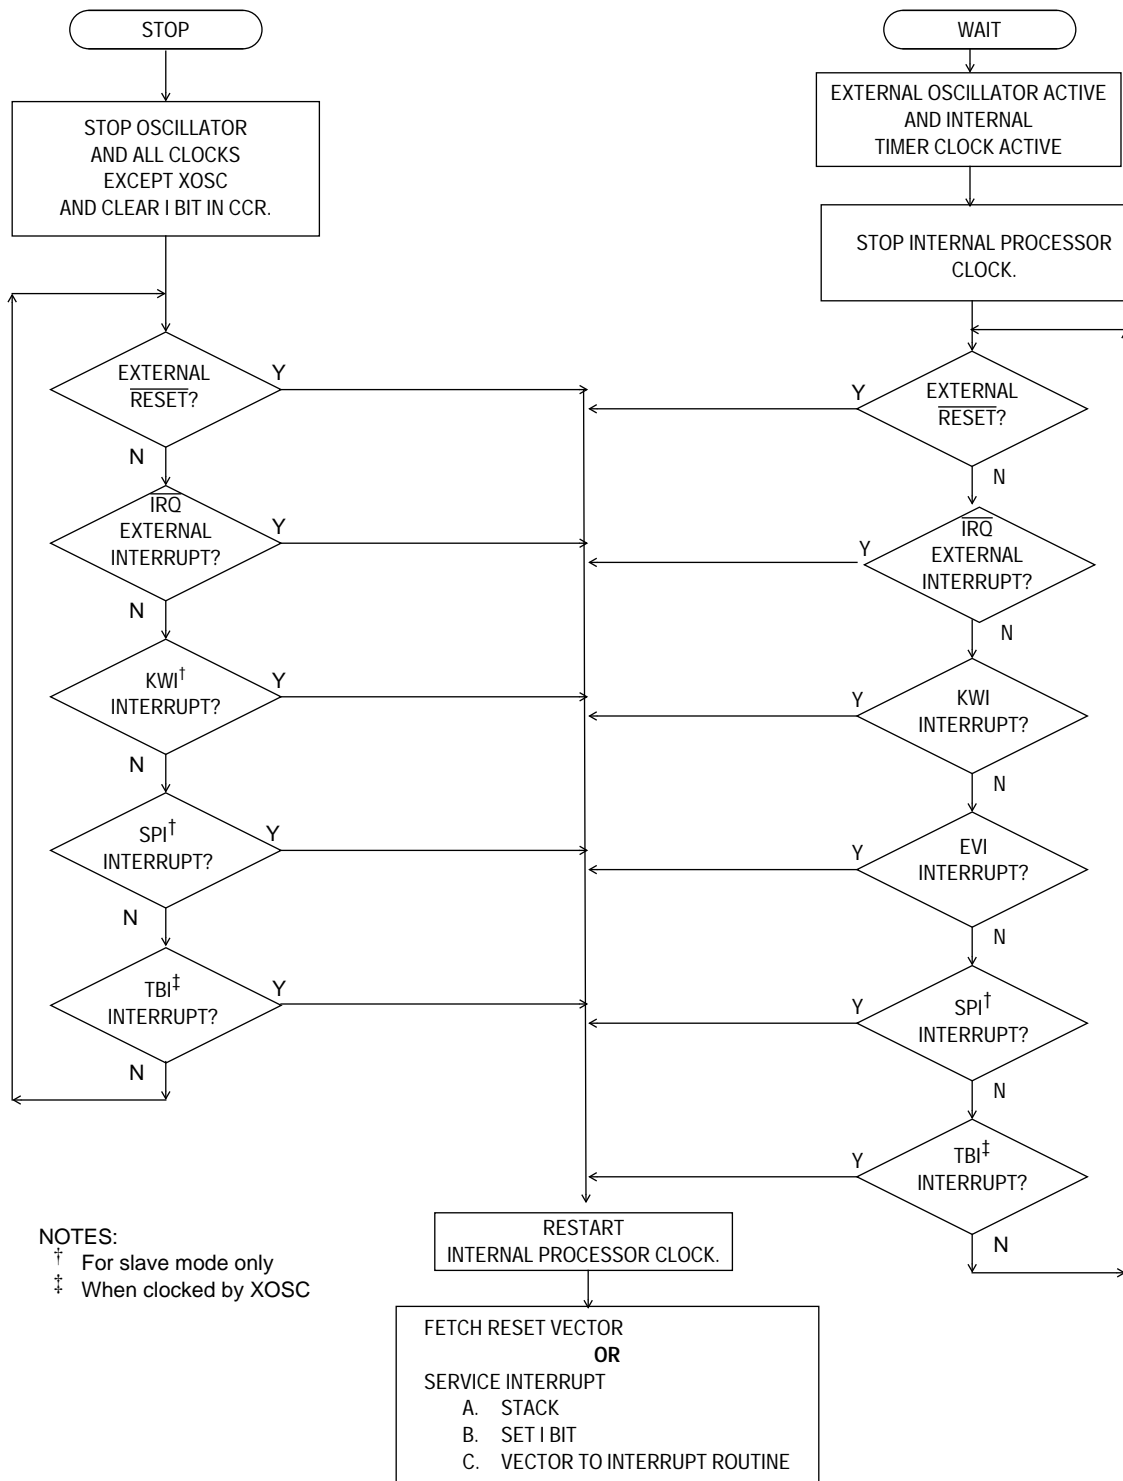 STOP
STOP OSCILLATOR
AND ALL CLOCKS
EXCEPT XOSC
AND CLEAR I BIT IN CCR.
EXTERNAL
RESET?
Y
N
IRQ
EXTERNAL
INTERRUPT?
Y
N
KWI†
INTERRUPT?
Y
N
SPI†
INTERRUPT?
Y
N
TBI‡
INTERRUPT?
Y
N
WAIT
EXTERNAL OSCILLATOR ACTIVE
AND INTERNAL
TIMER CLOCK ACTIVE
STOP INTERNAL PROCESSOR
CLOCK.
EXTERNAL
RESET?
Y
N
IRQ
EXTERNAL
INTERRUPT?
Y
N
KWI
INTERRUPT?
Y
N
EVI
INTERRUPT?
Y
N
SPI†
INTERRUPT?
Y
N
TBI‡
INTERRUPT?
Y
N
RESTART
INTERNAL PROCESSOR CLOCK.
FETCH RESET VECTOR
OR
SERVICE INTERRUPT
A. STACK
B. SET I BIT
C. VECTOR TO INTERRUPT ROUTINE
NOTES:
† For slave mode only
‡ When clocked by XOSC